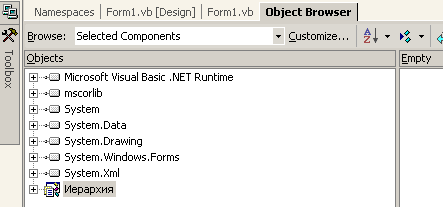 Namespaces Form1.vb [Design] Form1.vb Object Browser
Browse: Selected Components Customize...
Toolbox
Objects Empty
Microsoft Visual Basic .NET Runtime
mscorlib
System
System.Data
System.Drawing
System.Windows.Forms
System.Xml
Иерархия